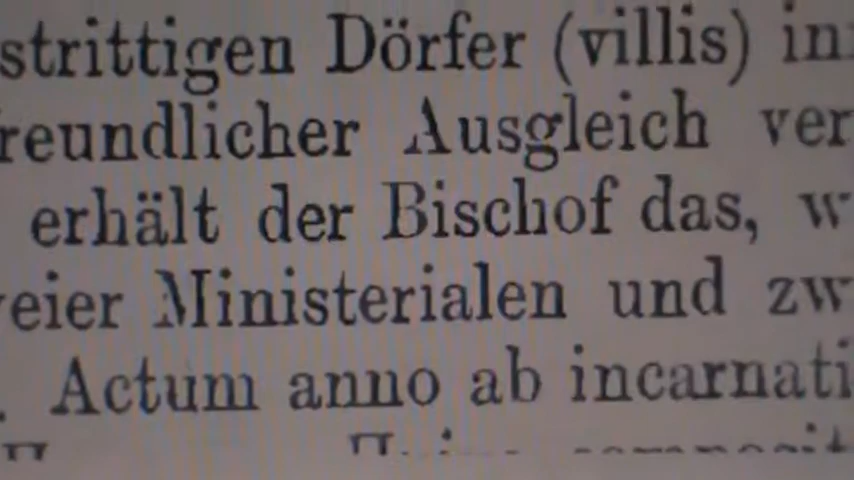 strittigen Dörfer (villis) in
reundlicher Ausgleich ver
erhält der Bischof das, w
eier Ministerialen und zw
. Actum anno ab incarnati